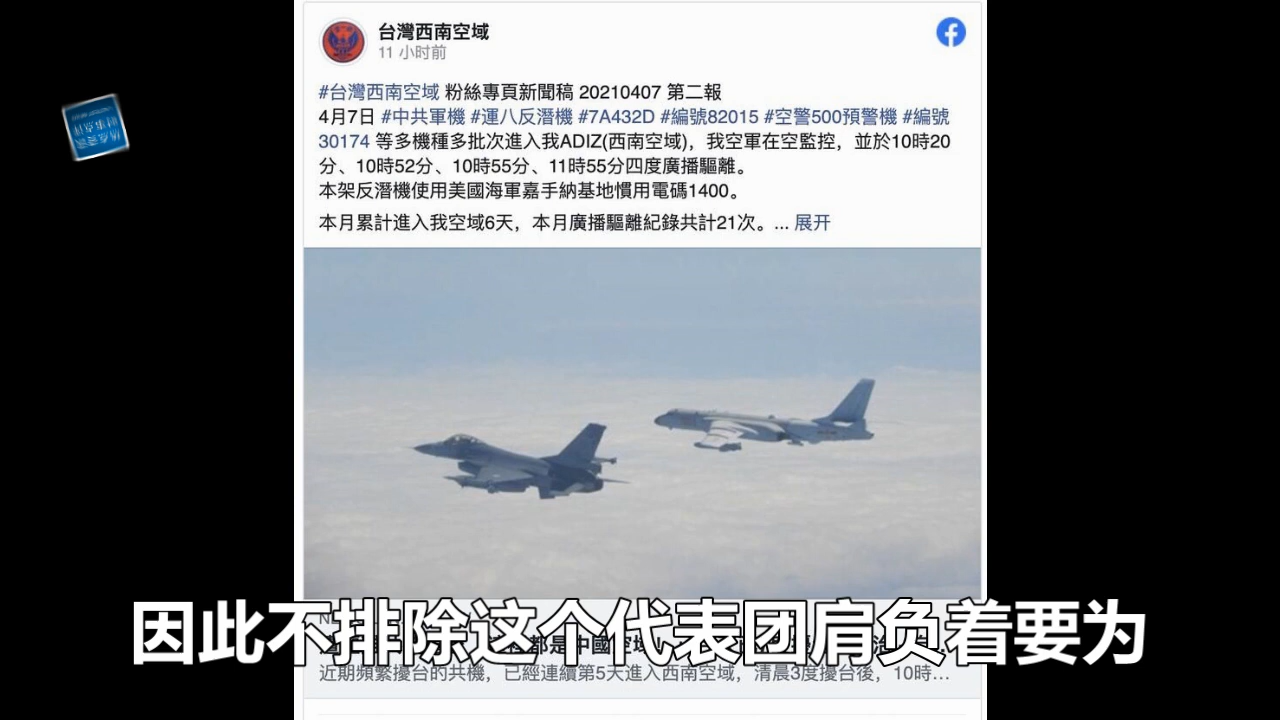 台灣西南空域
11 小时前
#台灣西南空域 粉絲專頁新聞稿 20210407 第二報
4月7日 #中共軍機 #運八反潛機 #7A432D #編號82015 #空警500預警機 #編號
30174 等多機種多批次進入我ADIZ(西南空域)，我空軍在空監控，並於10時20
分、10時52分、10時55分、11時55分四度廣播驅離。
本架反潛機使用美國海軍嘉手納基地慣用電碼1400。
本月累計進入我空域6天，本月廣播驅離紀錄共計21次。... 展开
因此不排除这个代表团肩负着要为
近期頻繁擾台的共機，已經連續第5天進入西南空域，清晨3度擾台後，10時...